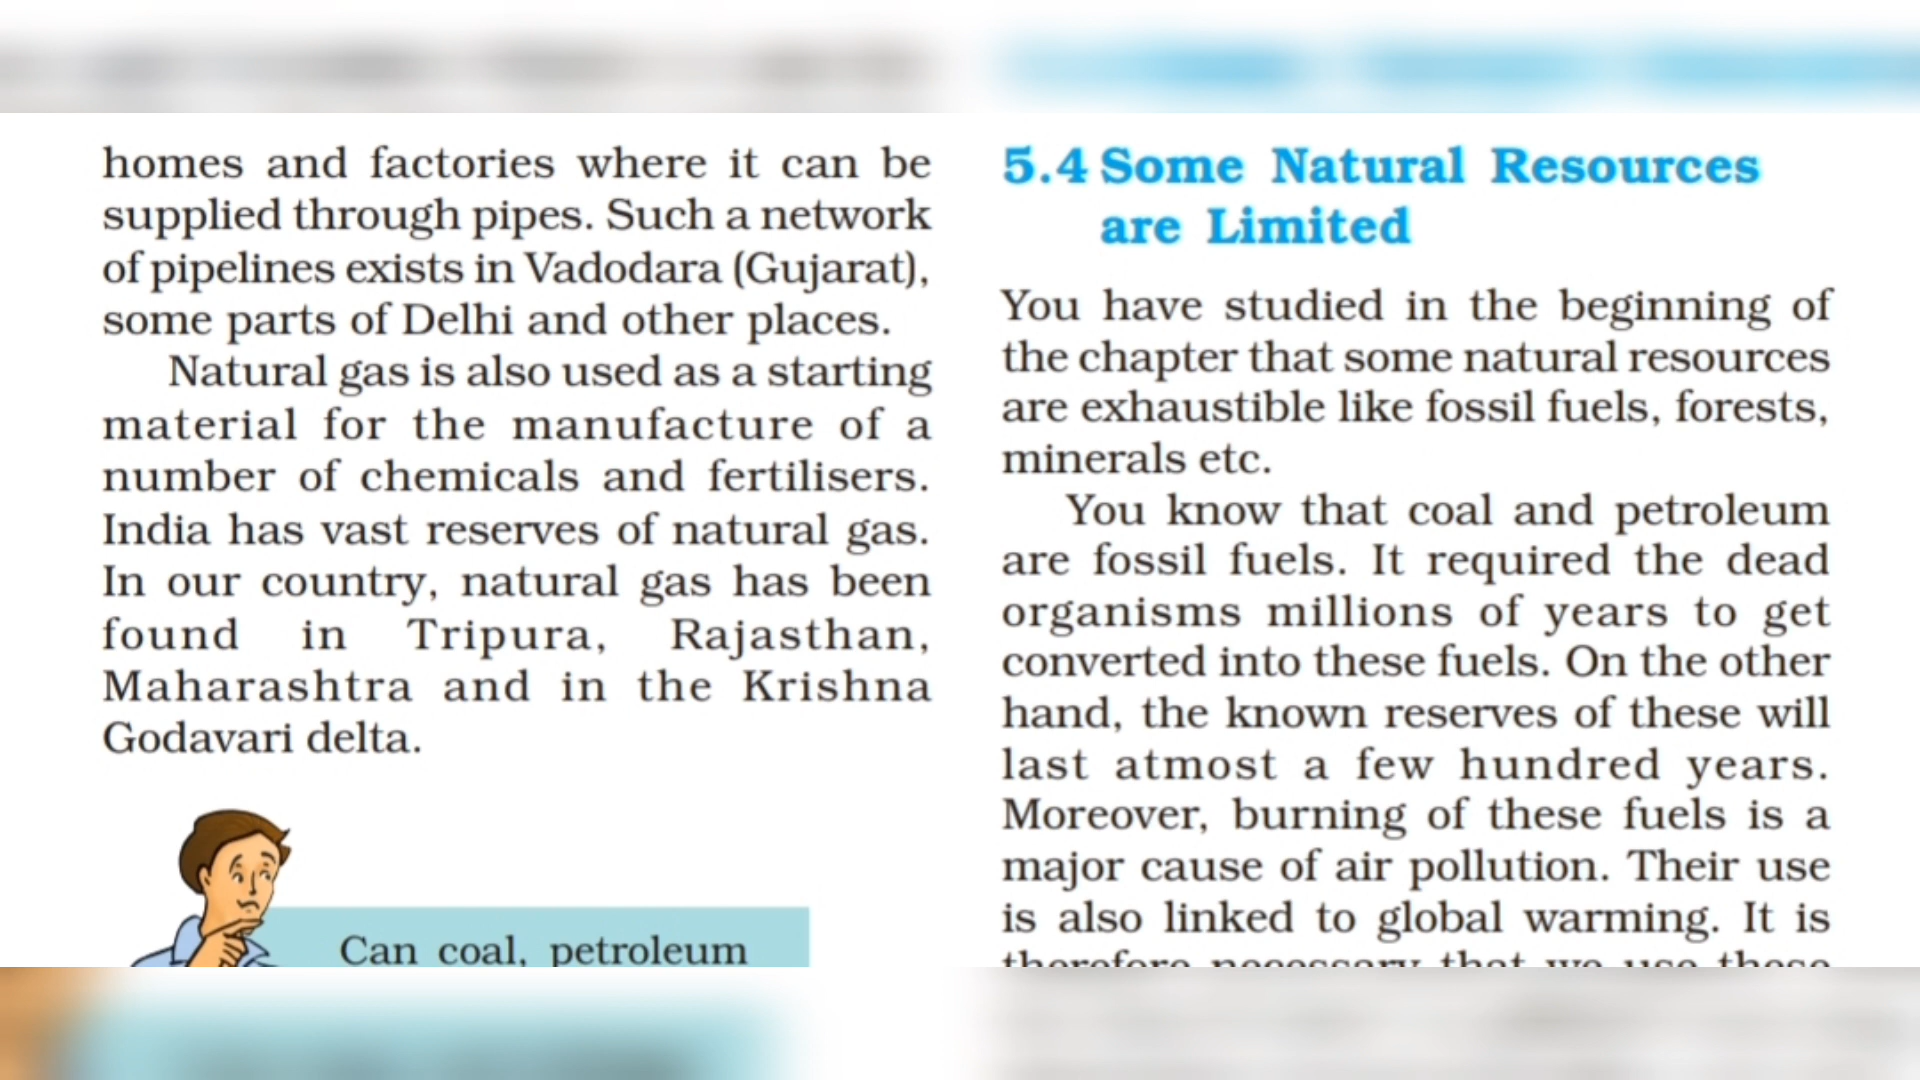 homes and factories where it can be
supplied through pipes. Such a network
of pipelines exists in Vadodara (Gujarat),
some parts of Delhi and other places.
Natural gas is also used as a starting
material for the manufacture of a
number of chemicals and fertilisers.
India has vast reserves of natural gas.
In our country, natural gas has been
found in Tripura, Rajasthan,
Maharashtra and in the Krishna
Godavari delta.
Can coal, petroleum
5.4 Some Natural Resources
are Limited
You have studied in the beginning of
the chapter that some natural resources
are exhaustible like fossil fuels, forests,
minerals etc.
You know that coal and petroleum
are fossil fuels. It required the dead
organisms millions of years to get
converted into these fuels. On the other
hand, the known reserves of these will
last atmost a few hundred years.
Moreover, burning of these fuels is a
major cause of air pollution. Their use
is also linked to global warming. It is
therefore necessary that we use these